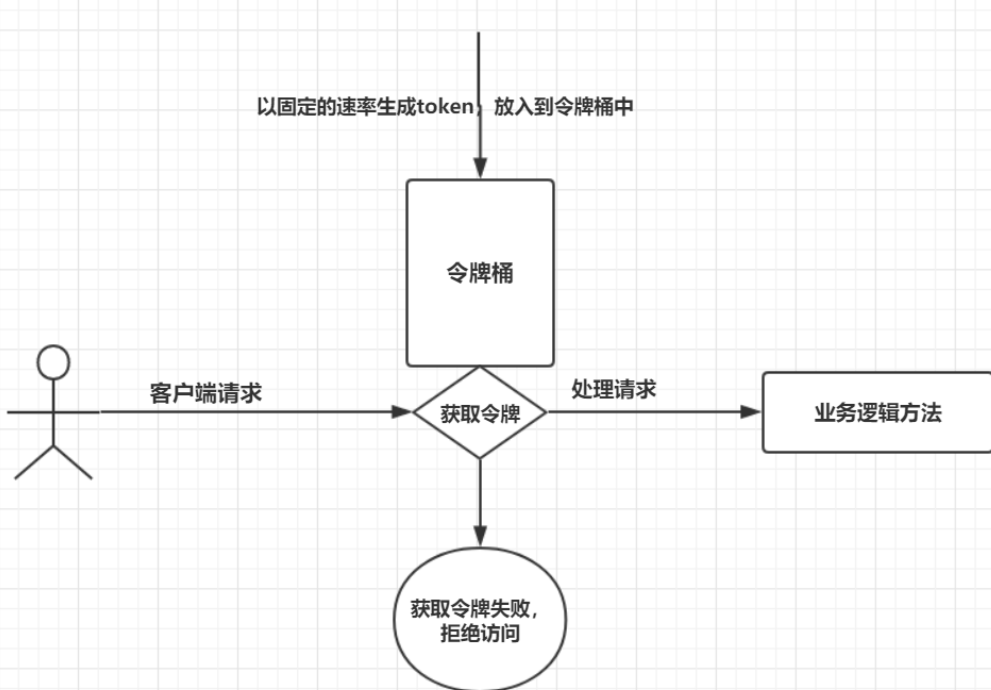 以固定的速率生成token，放入到令牌桶中
令牌桶
客户端请求
获取令牌
处理请求
业务逻辑方法
获取令牌失败，
拒绝访问